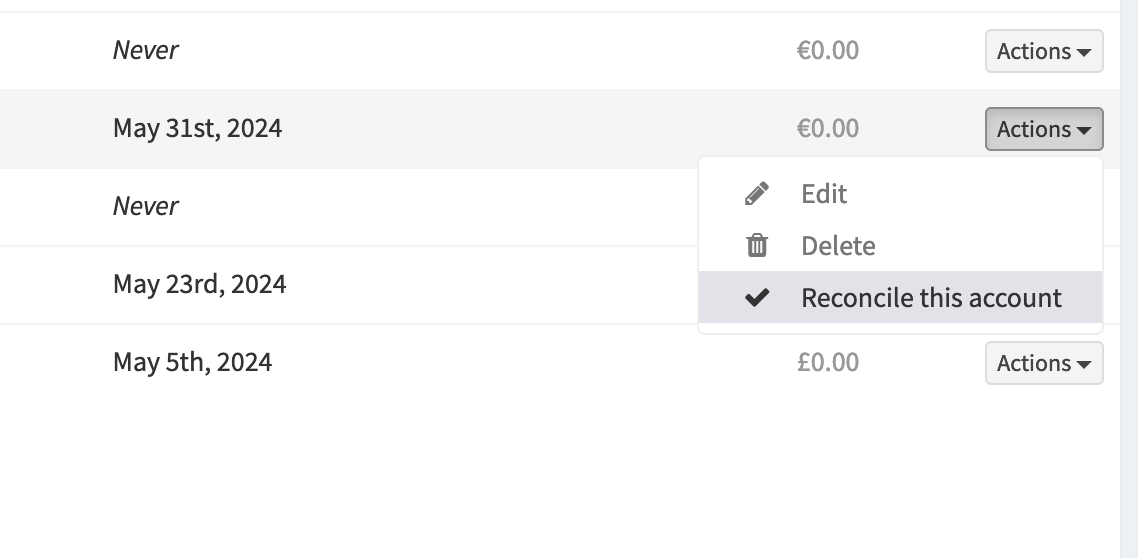 Never €0.00 Actions
May 31st, 2024 €0.00 Actions
Edit
Never
Delete
May 23rd, 2024
Reconcile this account
May 5th, 2024 £0.00 Actions